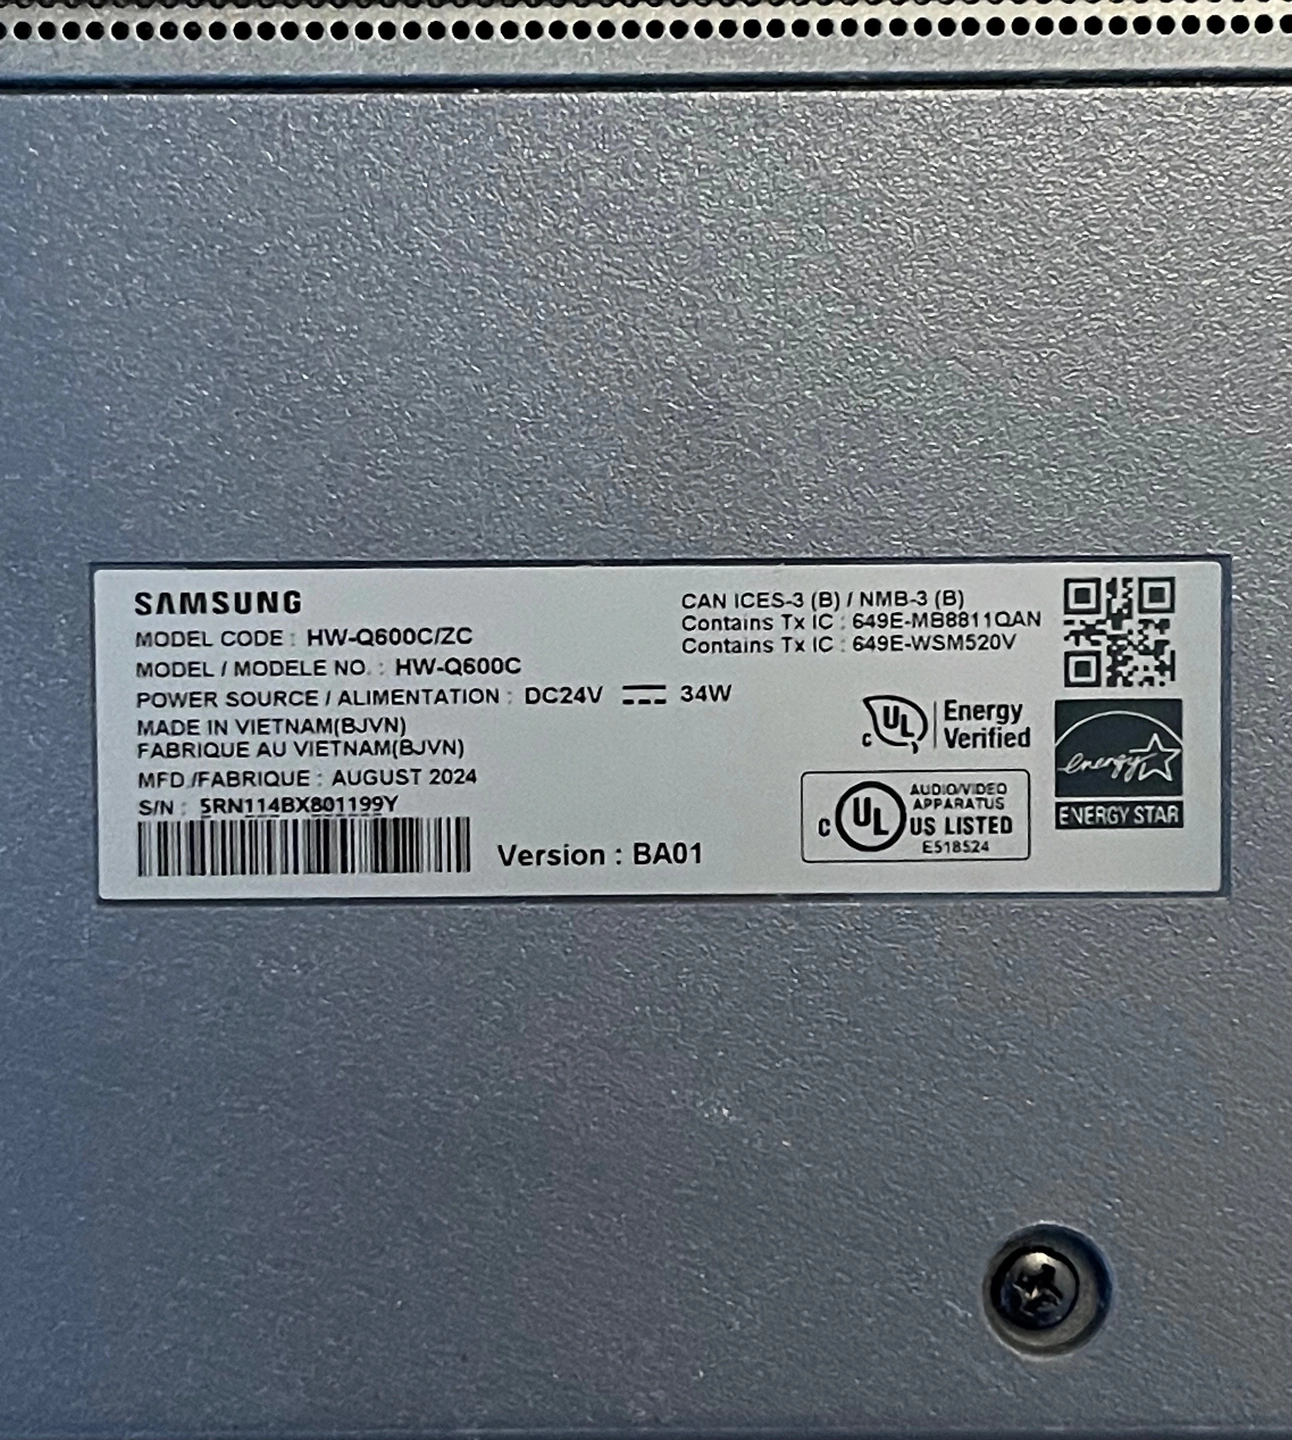 SAMSUNG
MODEL CODE : HW-Q600C/ZC
MODEL / MODELE NO. : HW-Q600C
POWER SOURCE / ALIMENTATION : DC24V 34W
MADE IN VIETNAM(BJVN)
FABRIQUE AU VIETNAM(BJVN)
MFD./FABRIQUE : AUGUST 2024
S/N : 5RN114BX801199Y
Version : BA01
CAN ICES-3 (B) / NMB-3 (B)
Contains Tx IC : 649E-MB8811QAN
Contains Tx IC : 649E-WSM520V
c UL Energy
Verified
AUDIO/VIDEO
APPARATUS
c UL US LISTED
E518524
energy
ENERGY STAR